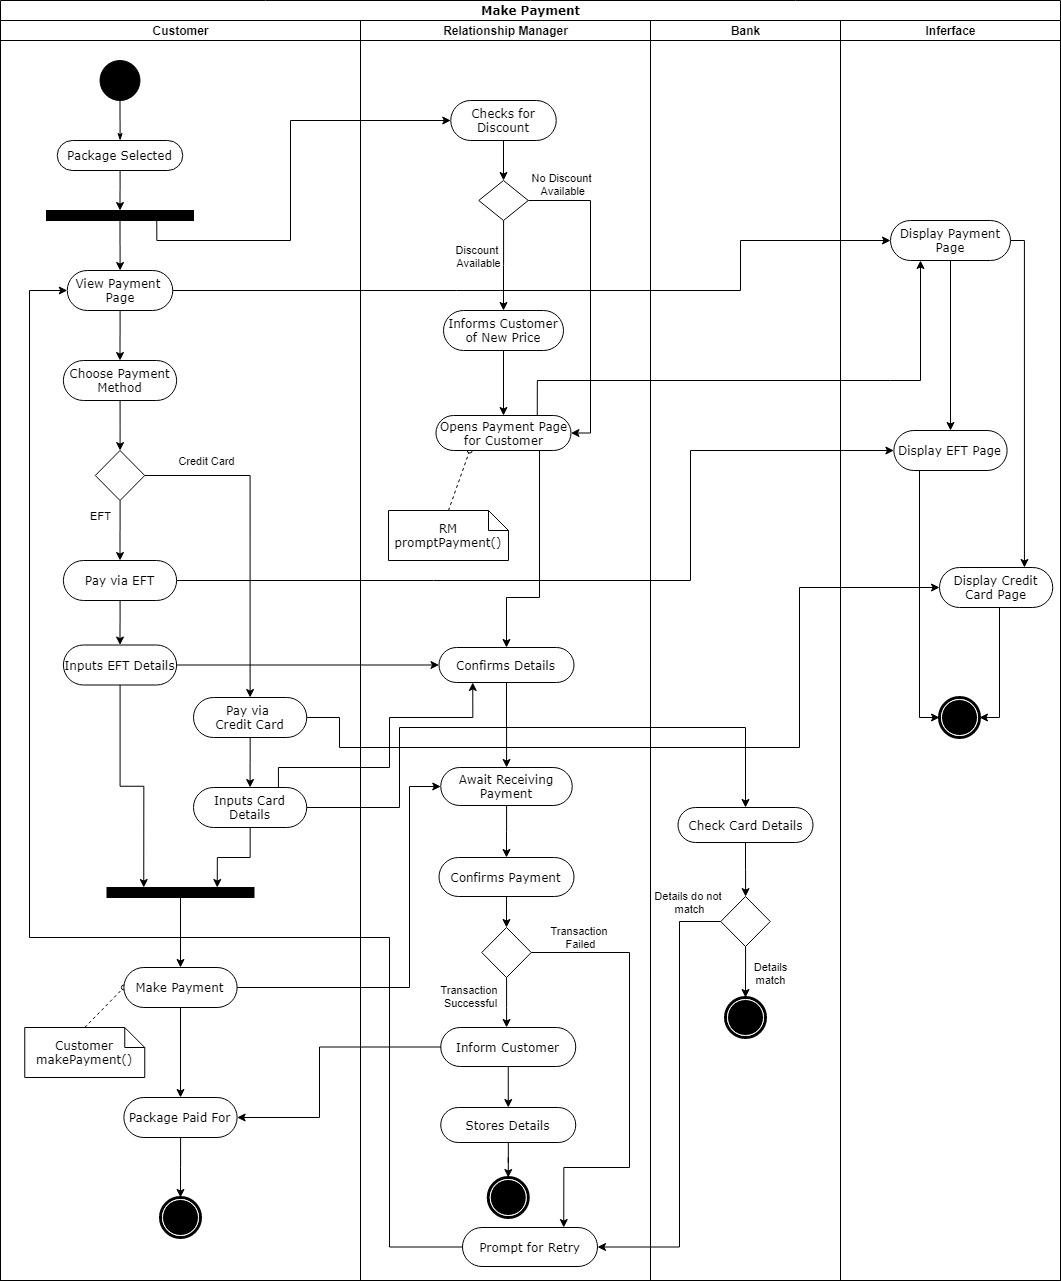 Make Payment
Customer
Relationship Manager
Bank
Inferface
Package Selected
Checks for
Discount
No Discount
Available
Discount
Available
Display Payment
Page
View Payment
Page
Informs Customer
of New Price
Choose Payment
Method
Opens Payment Page
for Customer
Credit Card
EFT
Display EFT Page
RM
promptPayment()
Pay via EFT
Display Credit
Card Page
Inputs EFT Details
Confirms Details
Pay via
Credit Card
Await Receiving
Payment
Inputs Card
Details
Check Card Details
Confirms Payment
Details do not
match
Transaction
Failed
Details
match
Make Payment
Transaction
Successful
Customer
makePayment()
Inform Customer
Package Paid For
Stores Details
Prompt for Retry